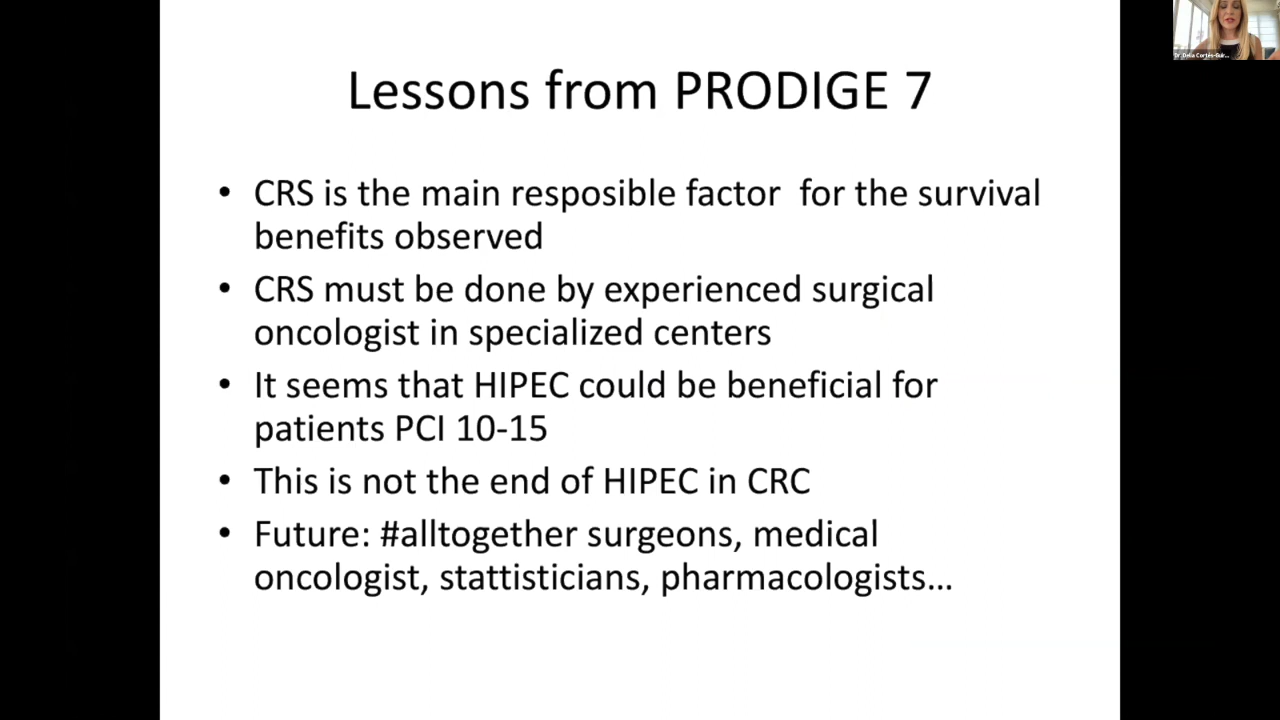 Lessons from PRODIGE 7
• CRS is the main resposible factor for the survival
benefits observed
• CRS must be done by experienced surgical
oncologist in specialized centers
• It seems that HIPEC could be beneficial for
patients PCI 10-15
• This is not the end of HIPEC in CRC
• Future: #alltogether surgeons, medical
oncologist, stattisticians, pharmacologists...